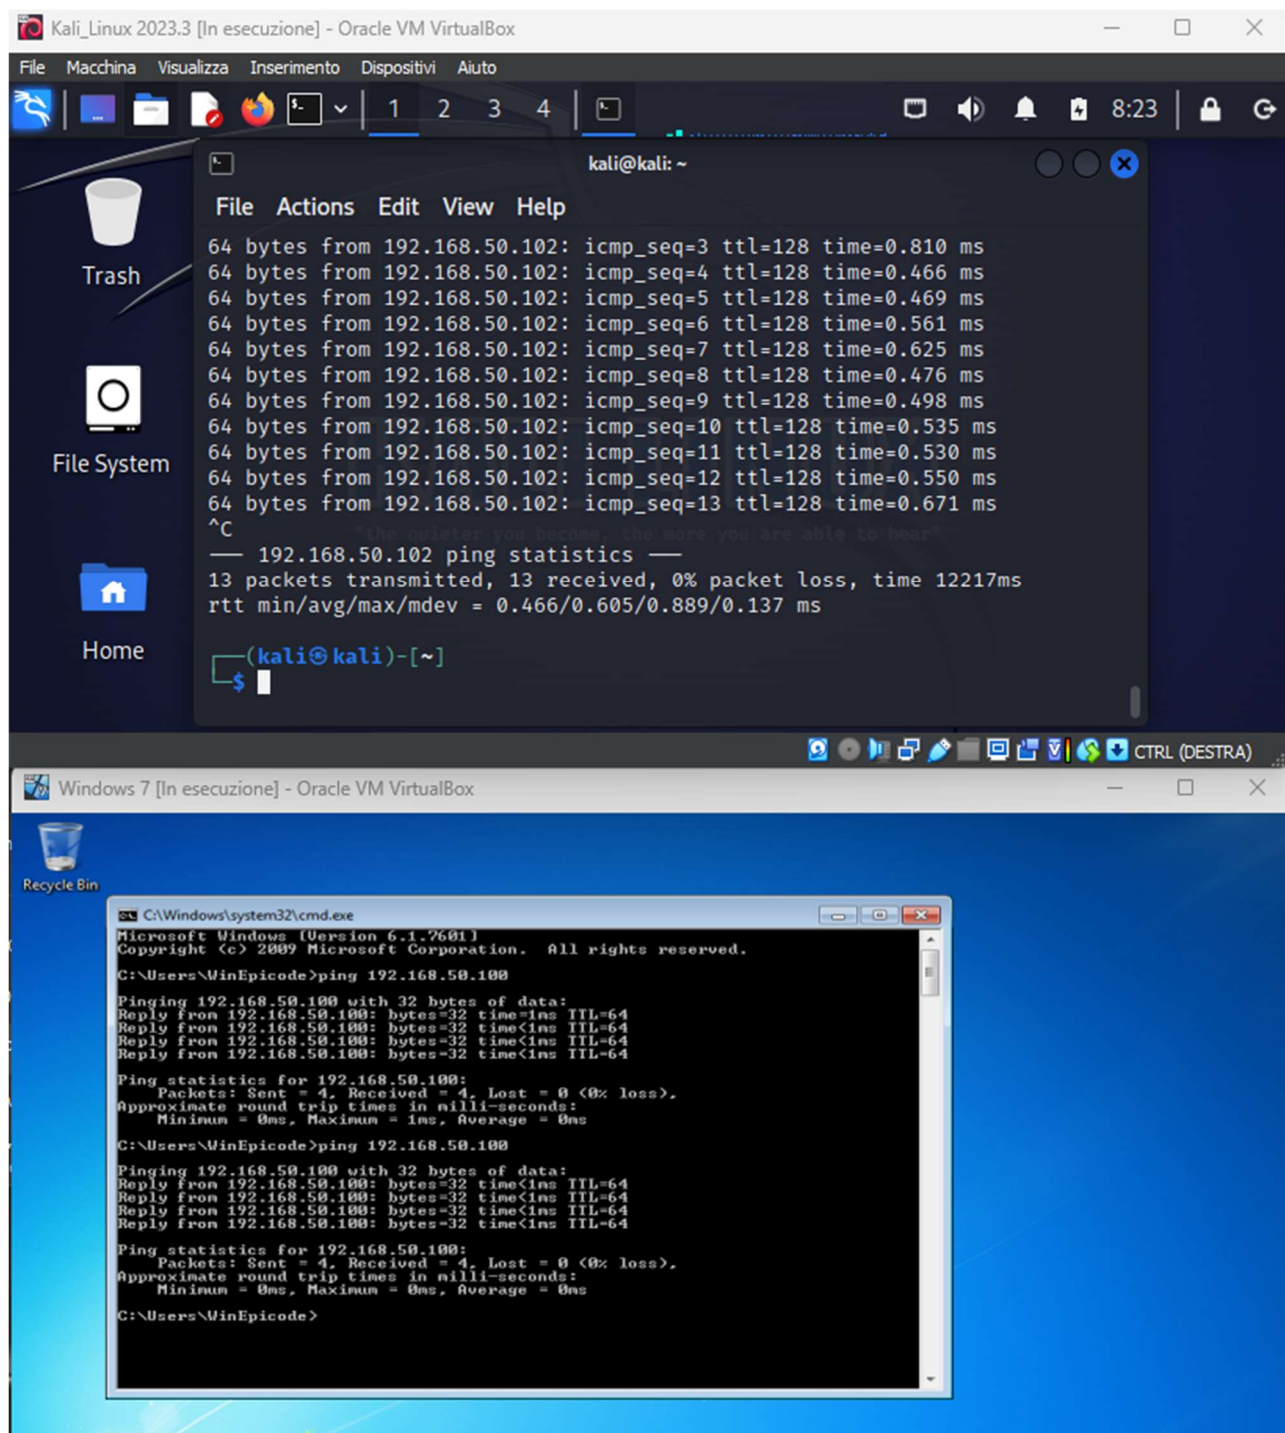 Kali_Linux 2023.3 [In esecuzione] - Oracle VM VirtualBox
File Macchina Visualizza Inserimento Dispositivi Aiuto
1 2 3 4 8:23
kali@kali: ~
File Actions Edit View Help
64 bytes from 192.168.50.102: icmp_seq=3 ttl=128 time=0.810 ms
64 bytes from 192.168.50.102: icmp_seq=4 ttl=128 time=0.466 ms
64 bytes from 192.168.50.102: icmp_seq=5 ttl=128 time=0.469 ms
64 bytes from 192.168.50.102: icmp_seq=6 ttl=128 time=0.561 ms
64 bytes from 192.168.50.102: icmp_seq=7 ttl=128 time=0.625 ms
64 bytes from 192.168.50.102: icmp_seq=8 ttl=128 time=0.476 ms
64 bytes from 192.168.50.102: icmp_seq=9 ttl=128 time=0.498 ms
64 bytes from 192.168.50.102: icmp_seq=10 ttl=128 time=0.535 ms
64 bytes from 192.168.50.102: icmp_seq=11 ttl=128 time=0.530 ms
64 bytes from 192.168.50.102: icmp_seq=12 ttl=128 time=0.550 ms
64 bytes from 192.168.50.102: icmp_seq=13 ttl=128 time=0.671 ms
^C
"the quieter you become, the more you are able to hear"
--- 192.168.50.102 ping statistics ---
13 packets transmitted, 13 received, 0% packet loss, time 12217ms
rtt min/avg/max/mdev = 0.466/0.605/0.889/0.137 ms
┌──(kali㉿kali)-[~]
└─$
Trash
File System
Home
CTRL (DESTRA)
Windows 7 [In esecuzione] - Oracle VM VirtualBox
Recycle Bin
C:\Windows\system32\cmd.exe
Microsoft Windows [Version 6.1.7601]
Copyright (c) 2009 Microsoft Corporation. All rights reserved.
C:\Users\WinEpicode>ping 192.168.50.100
Pinging 192.168.50.100 with 32 bytes of data:
Reply from 192.168.50.100: bytes=32 time=1ms TTL=64
Reply from 192.168.50.100: bytes=32 time<1ms TTL=64
Reply from 192.168.50.100: bytes=32 time<1ms TTL=64
Reply from 192.168.50.100: bytes=32 time<1ms TTL=64
Ping statistics for 192.168.50.100:
Packets: Sent = 4, Received = 4, Lost = 0 (0% loss),
Approximate round trip times in milli-seconds:
Minimum = 0ms, Maximum = 1ms, Average = 0ms
C:\Users\WinEpicode>ping 192.168.50.100
Pinging 192.168.50.100 with 32 bytes of data:
Reply from 192.168.50.100: bytes=32 time<1ms TTL=64
Reply from 192.168.50.100: bytes=32 time<1ms TTL=64
Reply from 192.168.50.100: bytes=32 time<1ms TTL=64
Reply from 192.168.50.100: bytes=32 time<1ms TTL=64
Ping statistics for 192.168.50.100:
Packets: Sent = 4, Received = 4, Lost = 0 (0% loss),
Approximate round trip times in milli-seconds:
Minimum = 0ms, Maximum = 0ms, Average = 0ms
C:\Users\WinEpicode>